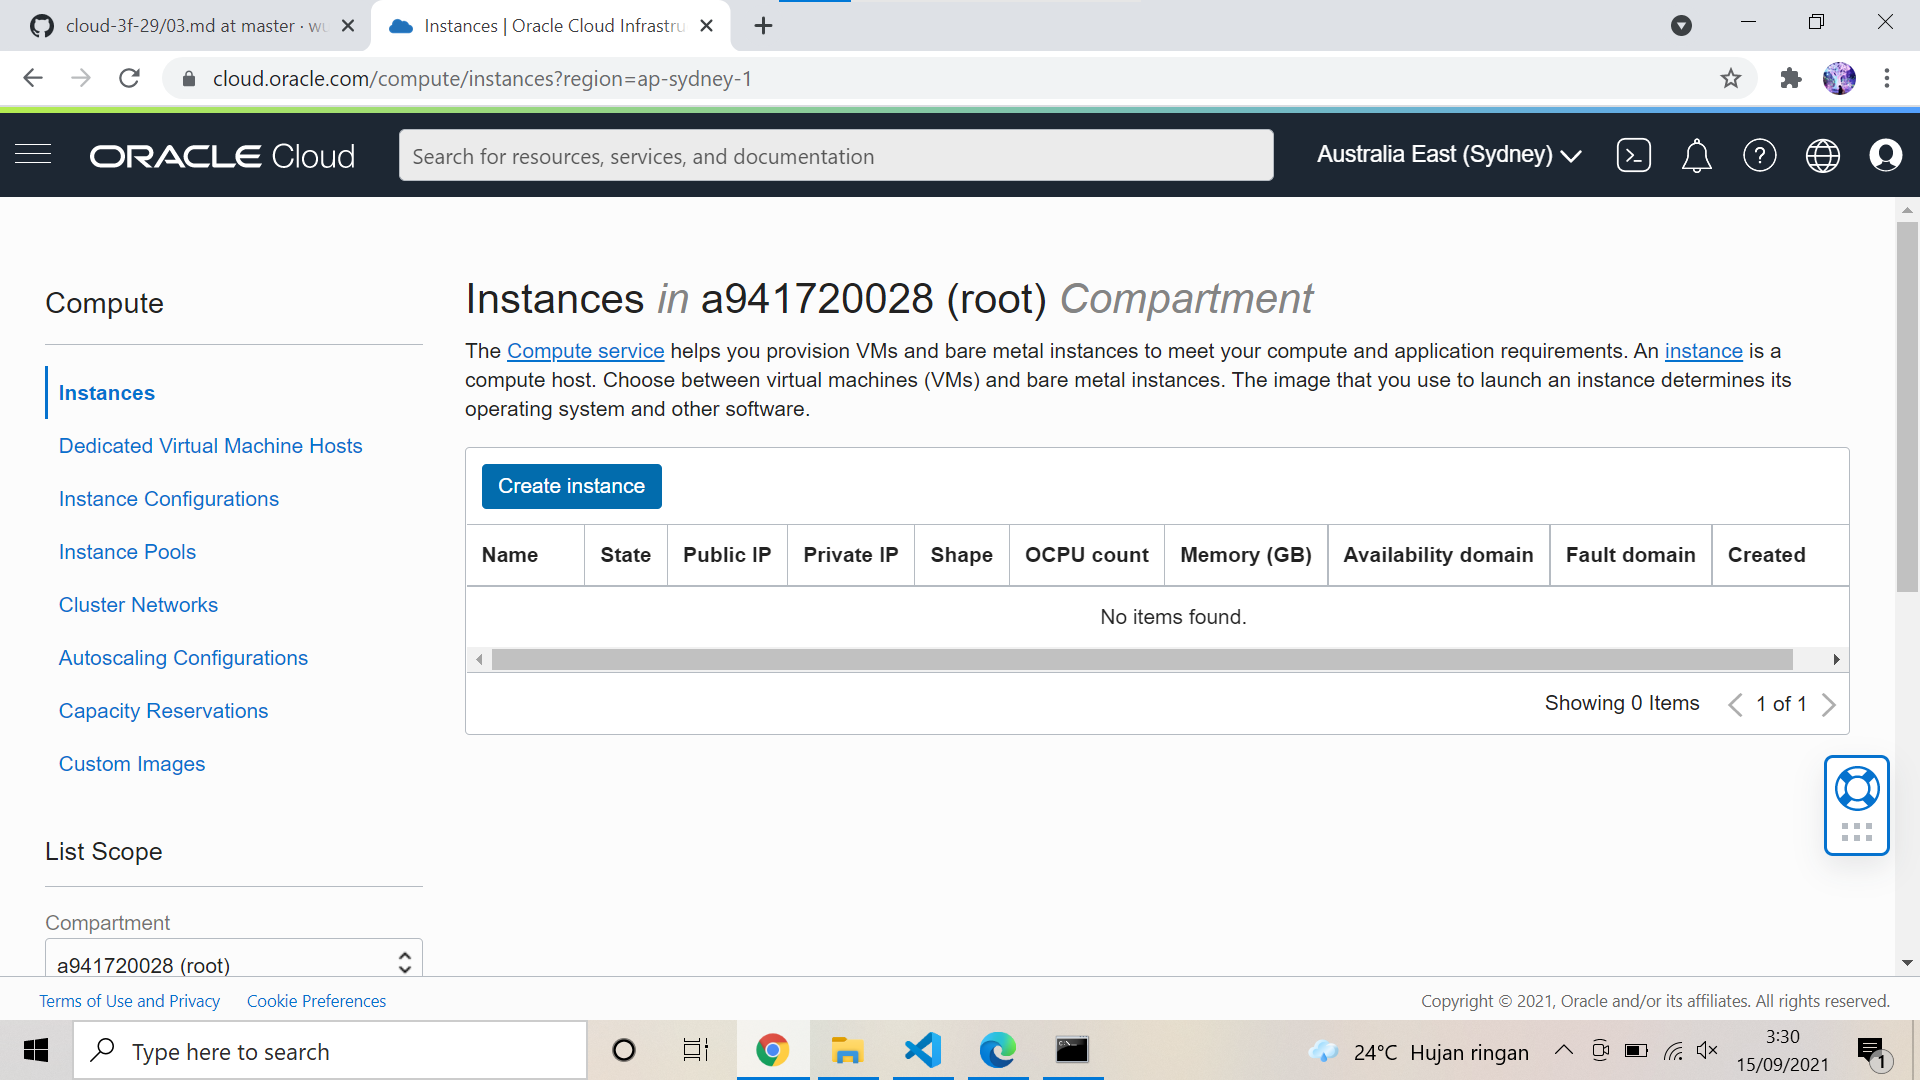 cloud-3f-29/03.md at master · wu
Instances | Oracle Cloud Infrastru
cloud.oracle.com/compute/instances?region=ap-sydney-1
ORACLE Cloud
Search for resources, services, and documentation
Australia East (Sydney)
Compute
Instances
Dedicated Virtual Machine Hosts
Instance Configurations
Instance Pools
Cluster Networks
Autoscaling Configurations
Capacity Reservations
Custom Images
List Scope
Compartment
a941720028 (root)
Instances in a941720028 (root) Compartment
The Compute service helps you provision VMs and bare metal instances to meet your compute and application requirements. An instance is a
compute host. Choose between virtual machines (VMs) and bare metal instances. The image that you use to launch an instance determines its
operating system and other software.
Create instance
Name State Public IP Private IP Shape OCPU count Memory (GB) Availability domain Fault domain Created
No items found.
Showing 0 Items 1 of 1
Terms of Use and Privacy Cookie Preferences
Copyright © 2021, Oracle and/or its affiliates. All rights reserved.
Type here to search
24°C Hujan ringan
3:30
15/09/2021
1